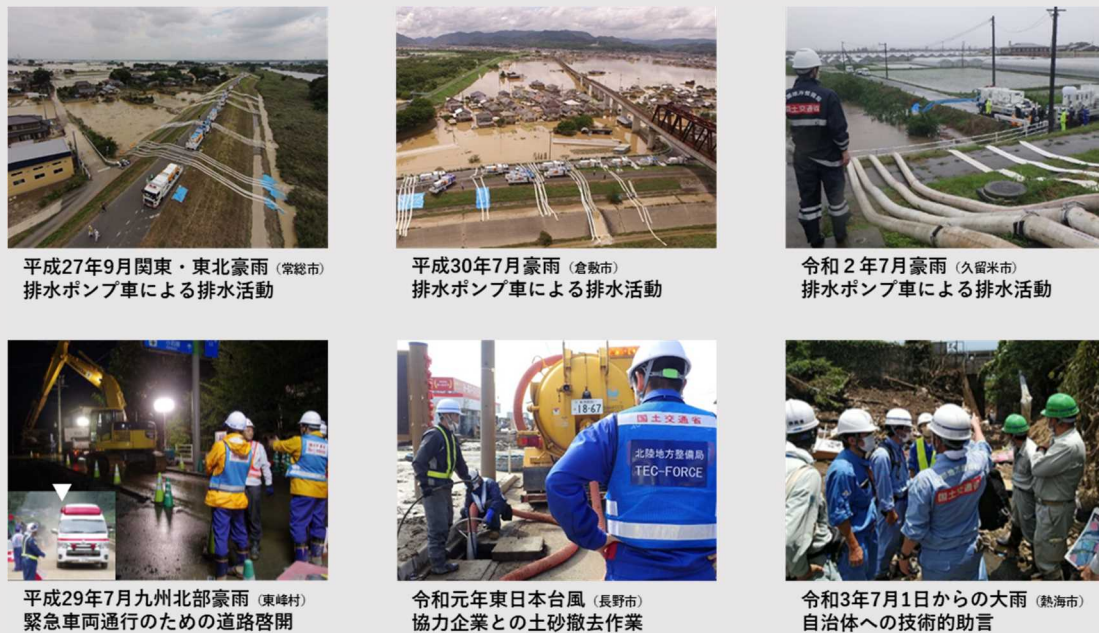 国土交通省
平成27年9月関東・東北豪雨（常総市）
排水ポンプ車による排水活動
平成30年7月豪雨（倉敷市）
排水ポンプ車による排水活動
令和２年7月豪雨（久留米市）
排水ポンプ車による排水活動
18-67
国土交通省
北陸地方整備局
TEC-FORCE
国土交通省
平成29年7月九州北部豪雨（東峰村）
緊急車両通行のための道路啓開
令和元年東日本台風（長野市）
協力企業との土砂撤去作業
令和3年7月1日からの大雨（熱海市）
自治体への技術的助言